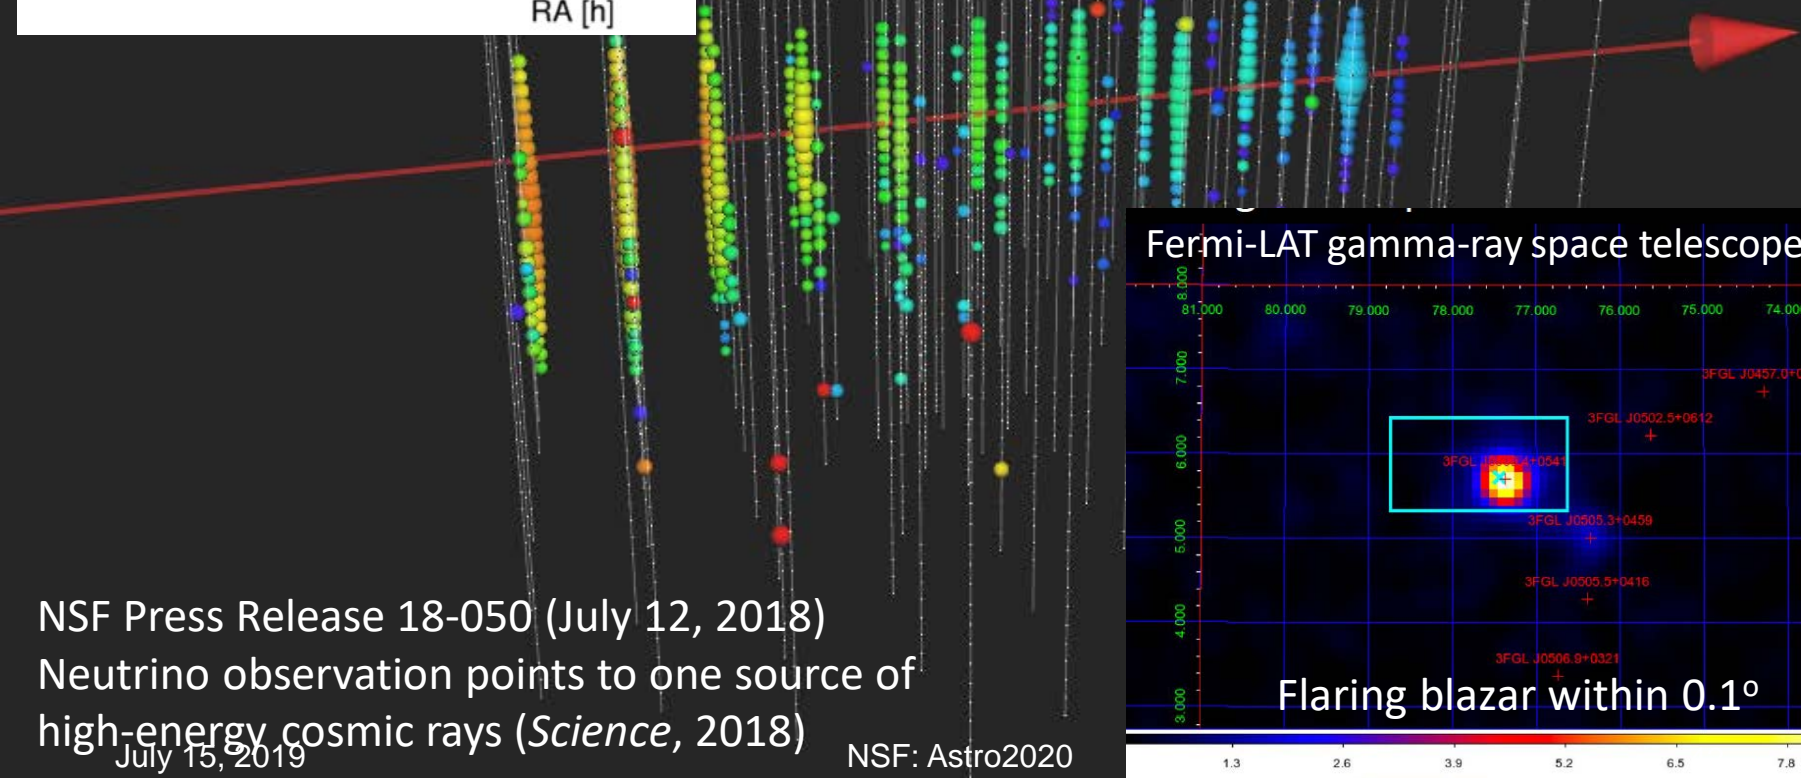 RA [h]
Fermi-LAT gamma-ray space telescope
8.000
81.000 80.000 79.000 78.000 77.000 76.000 75.000
7.000
3FGL
3FGL J0502.5+0612
6.000
3FGL
3FGL J0505.3+0459
5.000
3FGL J0505.5+0416
4.000
3FGL J0506.9+0321
3.000
Flaring blazar within 0.1º
1.3 2.6 3.9 5.2 6.5 7.8
NSF Press Release 18-050 (July 12, 2018)
Neutrino observation points to one source of
high-energy cosmic rays (Science, 2018)
July 15, 2019
NSF: Astro2020